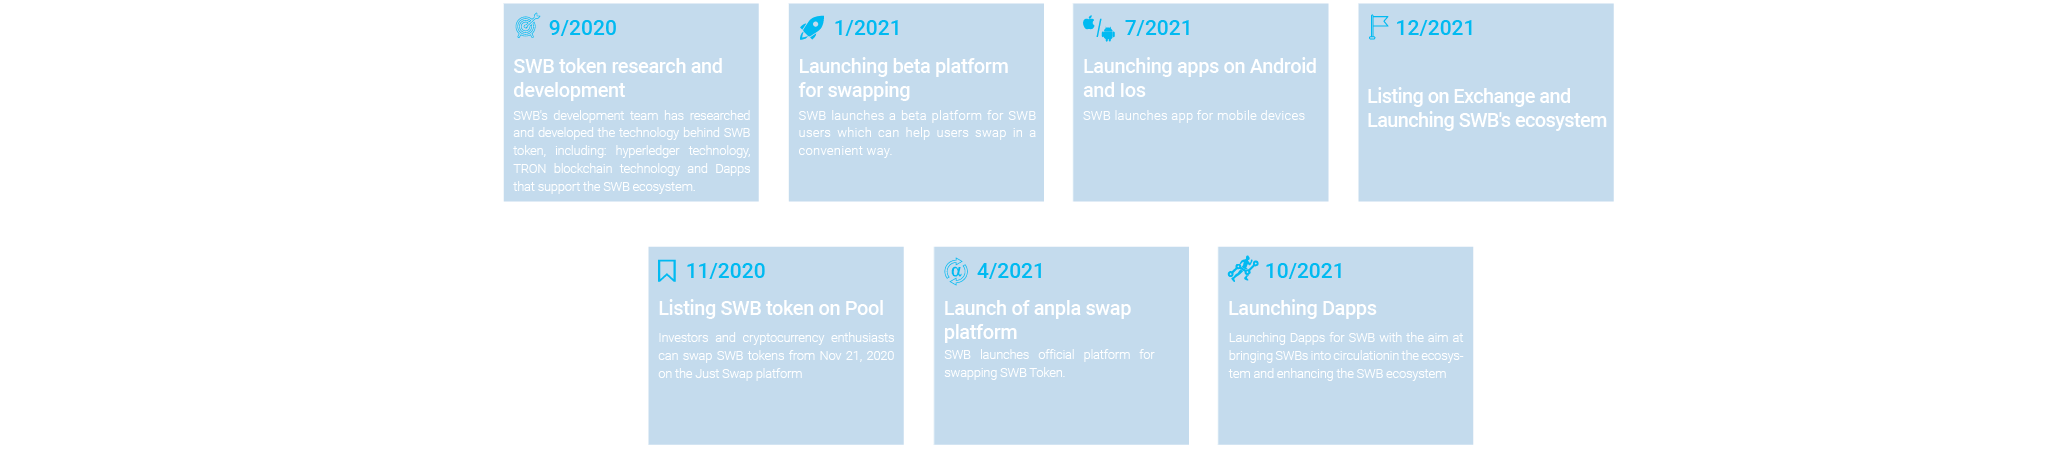 9/2020
SWB token research and
development
SWB's development team has researched
and developed the technology behind SWB
token, including: hyperledger technology,
TRON blockchain technology and Dapps
that support the SWB ecosystem.
1/2021
Launching beta platform
for swapping
SWB launches a beta platform for SWB
users which can help users swap in a
convenient way.
7/2021
Launching apps on Android
and Ios
SWB launches app for mobile devices
12/2021
Listing on Exchange and
Launching SWB's ecosystem
11/2020
Listing SWB token on Pool
Investors and cryptocurrency enthusiasts
can swap SWB tokens from Nov 21, 2020
on the Just Swap platform
4/2021
Launch of anpla swap
platform
SWB launches official platform for
swapping SWB Token.
10/2021
Launching Dapps
Launching Dapps for SWB with the aim at
bringing SWBs into circulationin the ecosys-
tem and enhancing the SWB ecosystem